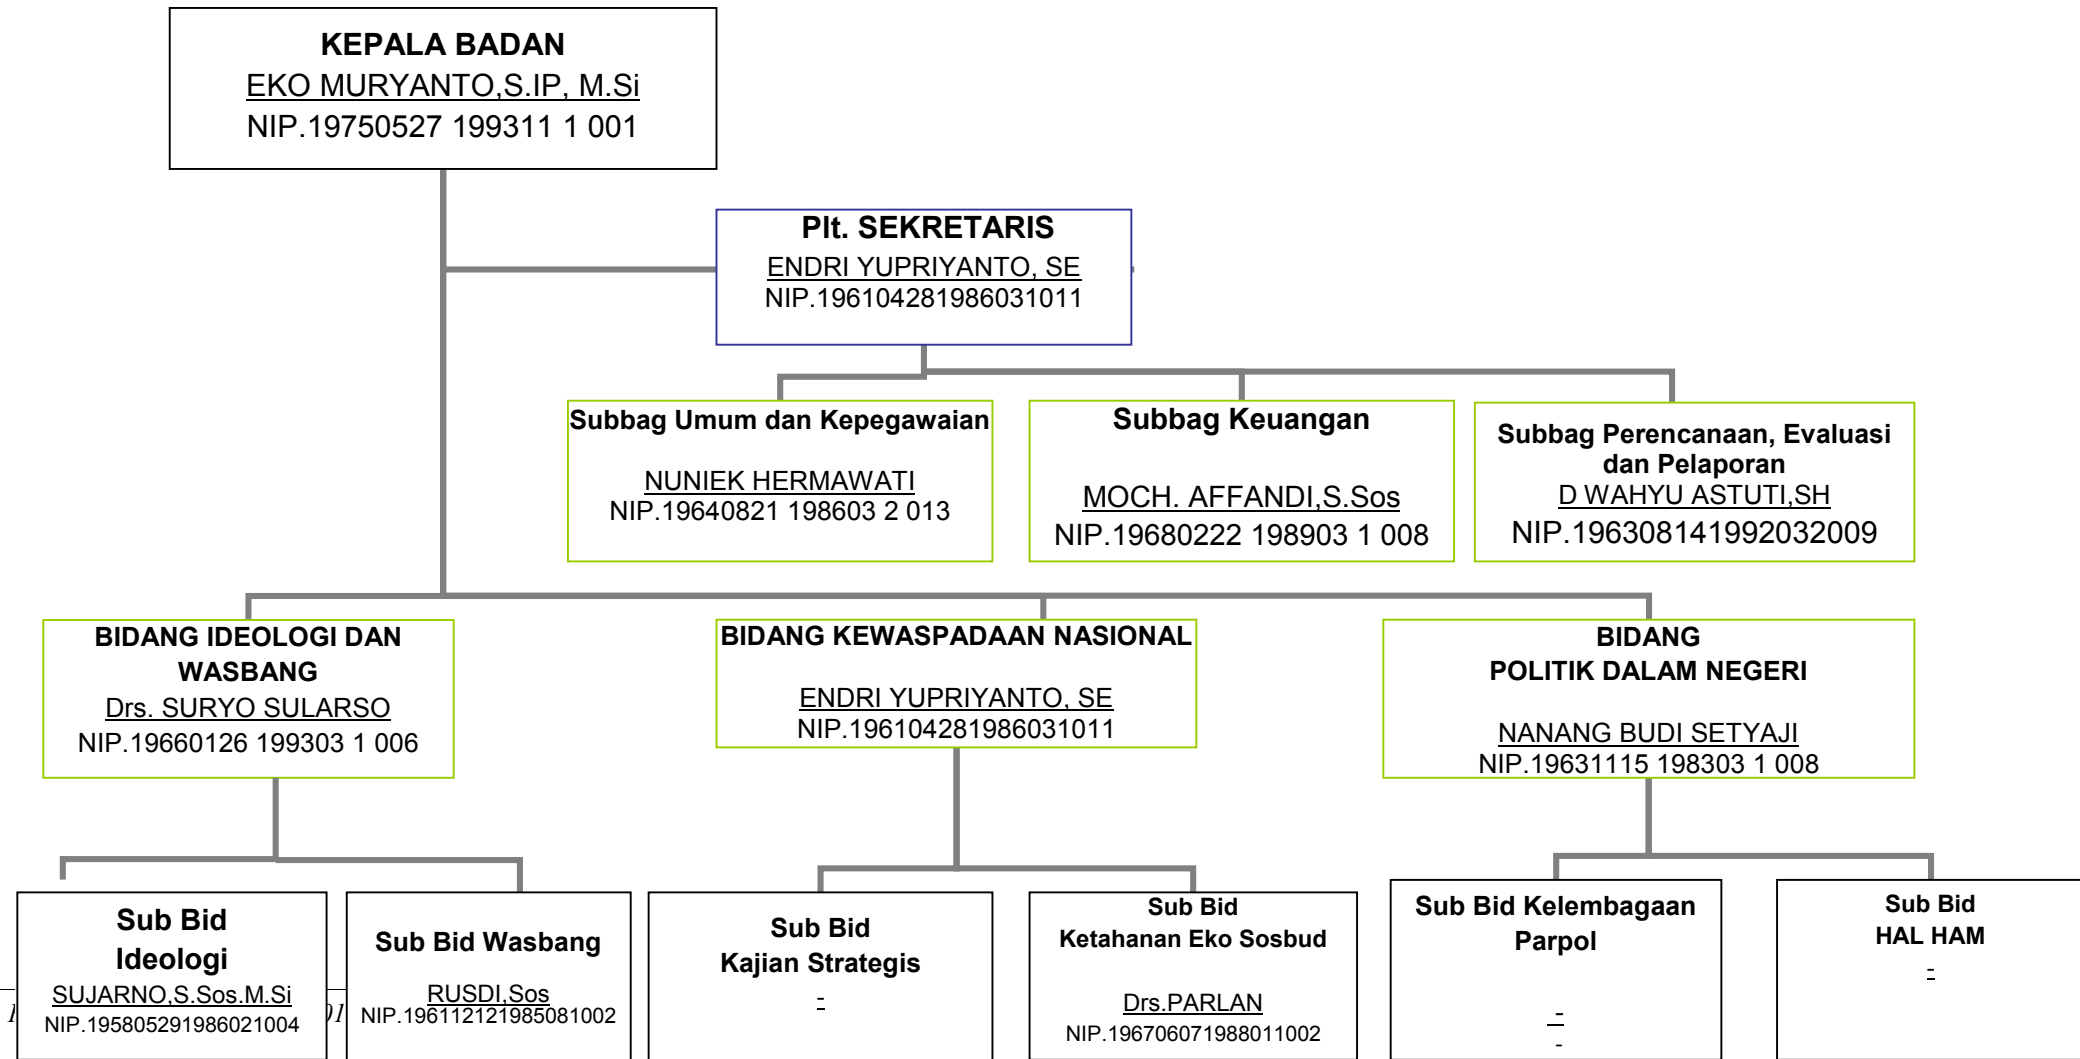 KEPALA BADAN
EKO MURYANTO,S.IP, M.Si
NIP.19750527 199311 1 001
Plt. SEKRETARIS
ENDRI YUPRIYANTO, SE
NIP.196104281986031011
Subbag Umum dan Kepegawaian
NUNIEK HERMAWATI
NIP.19640821 198603 2 013
Subbag Keuangan
MOCH. AFFANDI,S.Sos
NIP.19680222 198903 1 008
Subbag Perencanaan, Evaluasi
dan Pelaporan
D WAHYU ASTUTI,SH
NIP.196308141992032009
BIDANG IDEOLOGI DAN
WASBANG
Drs. SURYO SULARSO
NIP.19660126 199303 1 006
BIDANG KEWASPADAAN NASIONAL
ENDRI YUPRIYANTO, SE
NIP.196104281986031011
BIDANG
POLITIK DALAM NEGERI
NANANG BUDI SETYAJI
NIP.19631115 198303 1 008
Sub Bid
Ideologi
SUJARNO,S.Sos.M.Si
NIP.195805291986021004
Sub Bid Wasbang
RUSDI,Sos
NIP.196112121985081002
Sub Bid
Kajian Strategis
-
Sub Bid
Ketahanan Eko Sosbud
Drs.PARLAN
NIP.196706071988011002
Sub Bid Kelembagaan
Parpol
-
-
Sub Bid
HAL HAM
-